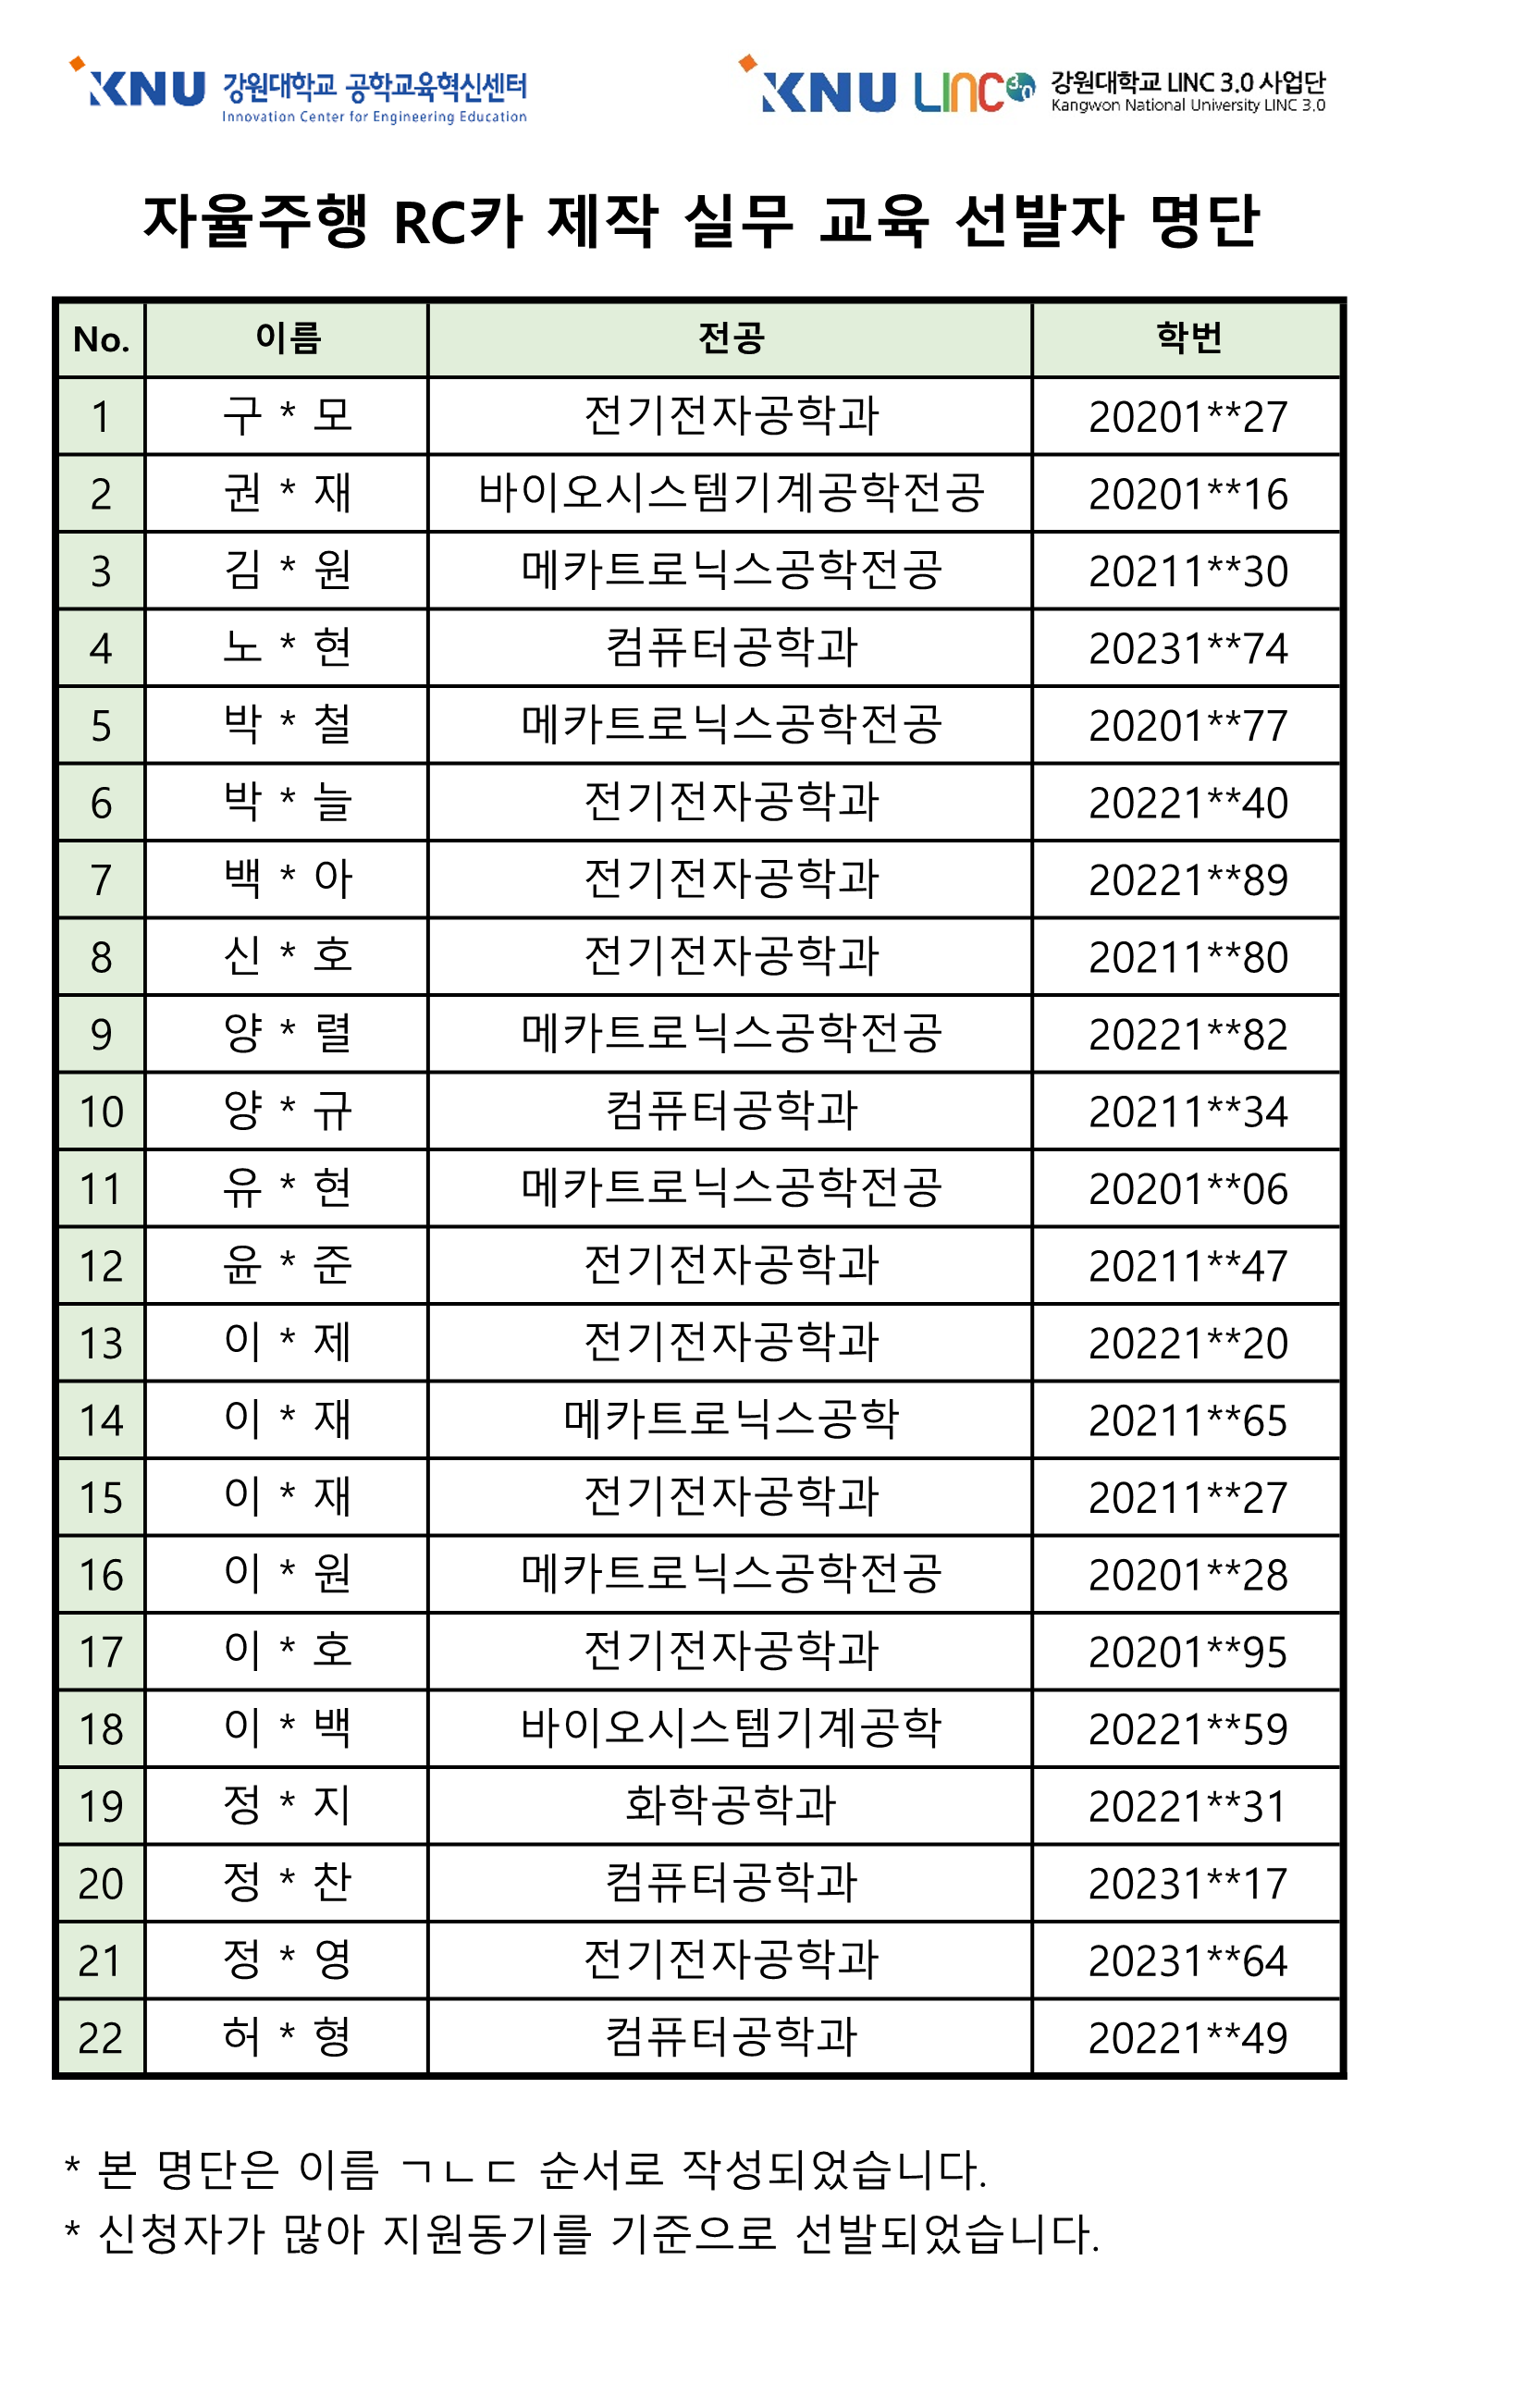 KNU 강원대학교 공학교육혁신센터
Innovation Center for Engineering Education
KNU LINC 3.0 강원대학교 LINC 3.0 사업단
Kangwon National University LINC 3.0
자율주행 RC카 제작 실무 교육 선발자 명단
No. 이름 전공 학번
1 구 * 모 전기전자공학과 20201**27
2 권 * 재 바이오시스템기계공학전공 20201**16
3 김 * 원 메카트로닉스공학전공 20211**30
4 노 * 현 컴퓨터공학과 20231**74
5 박 * 철 메카트로닉스공학전공 20201**77
6 박 * 늘 전기전자공학과 20221**40
7 백 * 아 전기전자공학과 20221**89
8 신 * 호 전기전자공학과 20211**80
9 양 * 렬 메카트로닉스공학전공 20221**82
10 양 * 규 컴퓨터공학과 20211**34
11 유 * 현 메카트로닉스공학전공 20201**06
12 윤 * 준 전기전자공학과 20211**47
13 이 * 제 전기전자공학과 20221**20
14 이 * 재 메카트로닉스공학 20211**65
15 이 * 재 전기전자공학과 20211**27
16 이 * 원 메카트로닉스공학전공 20201**28
17 이 * 호 전기전자공학과 20201**95
18 이 * 백 바이오시스템기계공학 20221**59
19 정 * 지 화학공학과 20221**31
20 정 * 찬 컴퓨터공학과 20231**17
21 정 * 영 전기전자공학과 20231**64
22 허 * 형 컴퓨터공학과 20221**49
* 본 명단은 이름 ㄱㄴㄷ 순서로 작성되었습니다.
* 신청자가 많아 지원동기를 기준으로 선발되었습니다.